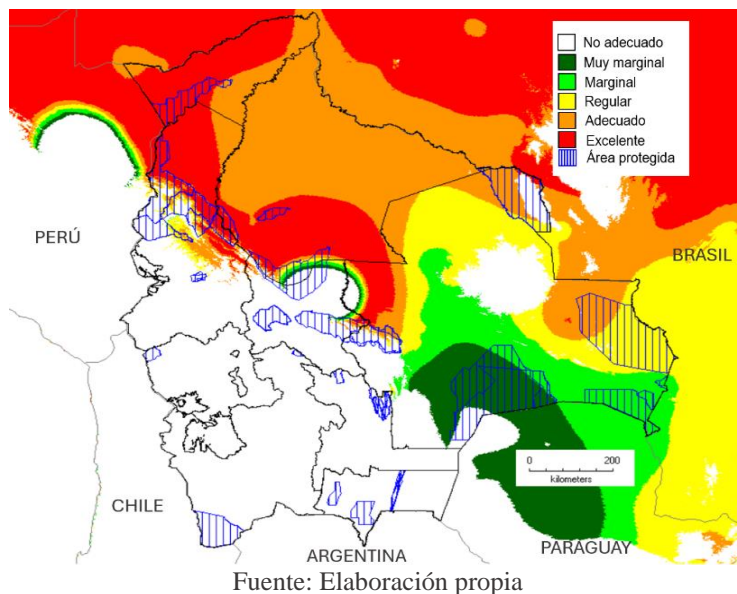 No adecuado
Muy marginal
Marginal
Regular
Adecuado
Excelente
Área protegida
PERÚ
BRASIL
0 200
kilometers
CHILE
PARAGUAY
ARGENTINA
Fuente: Elaboración propia